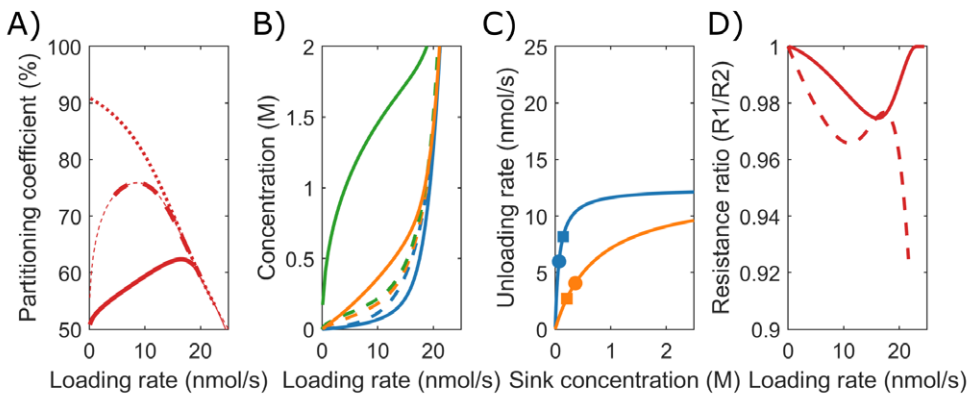 A)
Partitioning coefficient (%)
100
90
80
70
60
50
0
10
20
Loading rate (nmol/s)
B)
Concentration (M)
2
1.5
1
0.5
0
0
10
20
Loading rate (nmol/s)
C)
Unloading rate (nmol/s)
25
20
15
10
5
0
0
1
2
Sink concentration (M)
D)
Resistance ratio (R1/R2)
1
0.98
0.96
0.94
0.92
0.9
0
10
20
Loading rate (nmol/s)